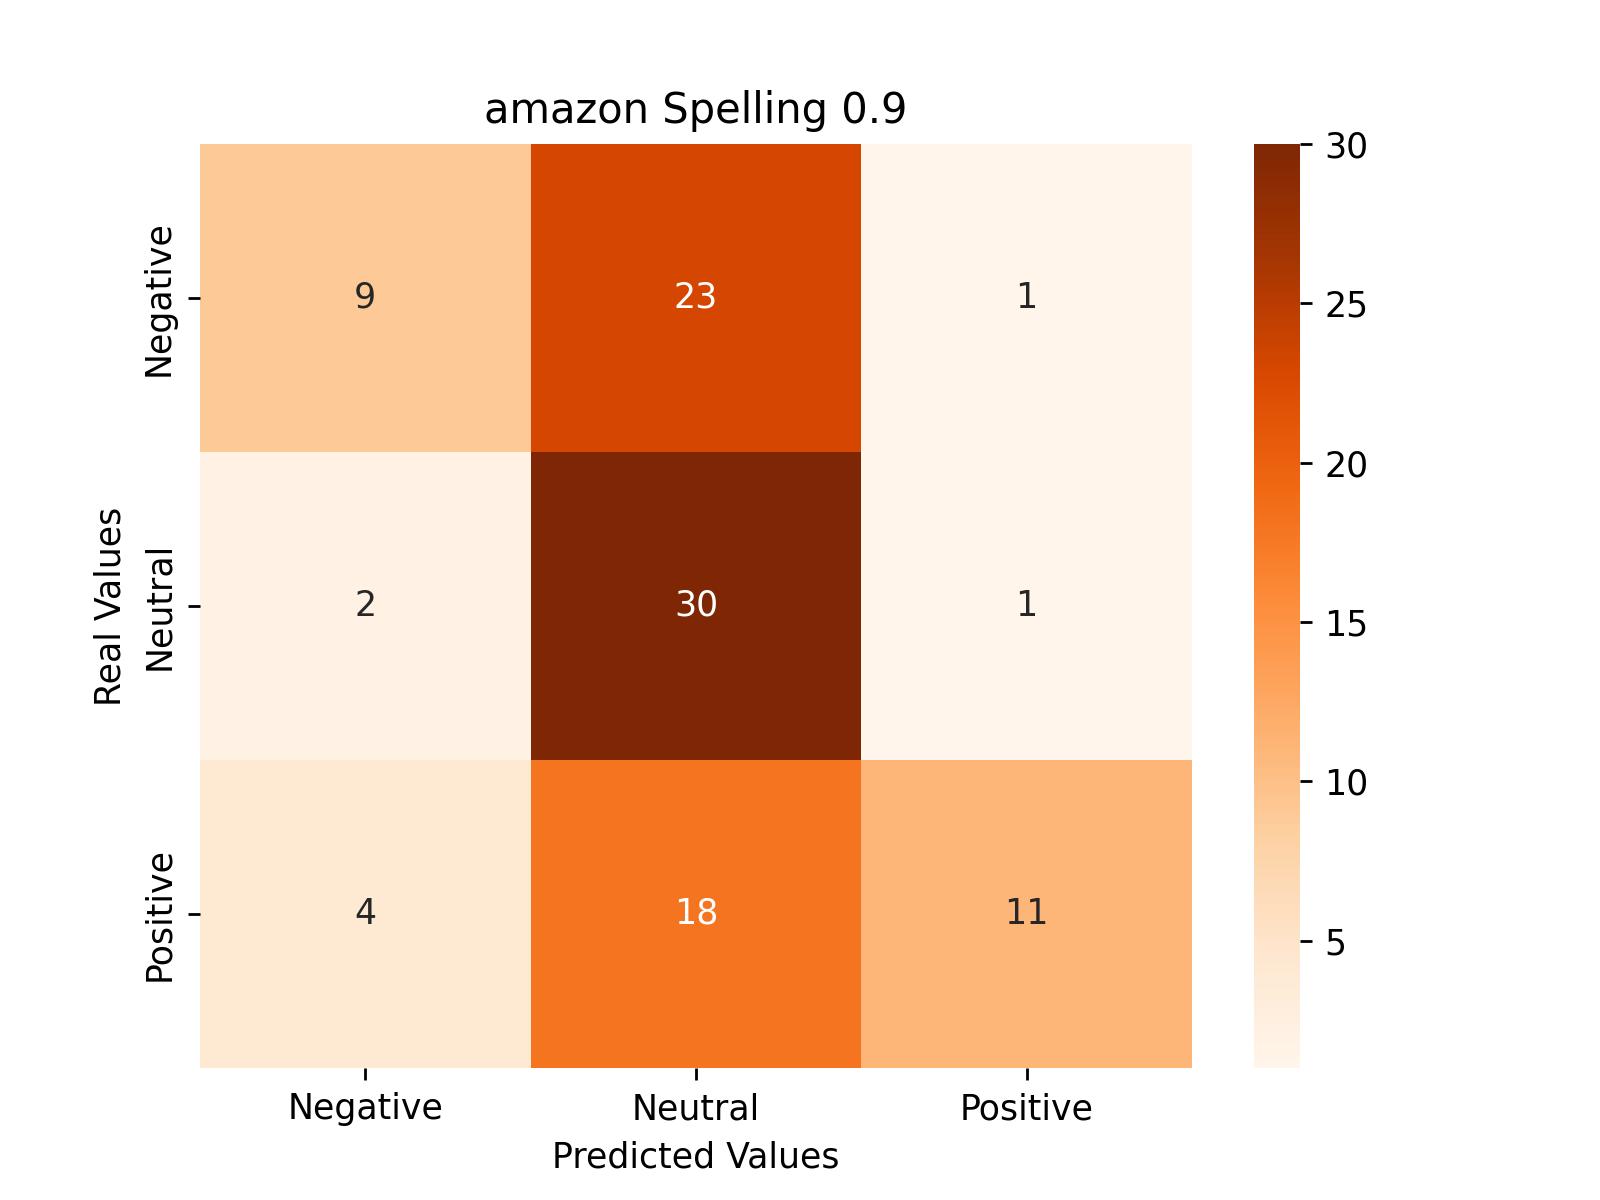 amazon Spelling 0.9
Real Values
Negative
9
23
1
Neutral
2
30
1
Positive
4
18
11
Negative
Neutral
Positive
Predicted Values
30
25
20
15
10
5